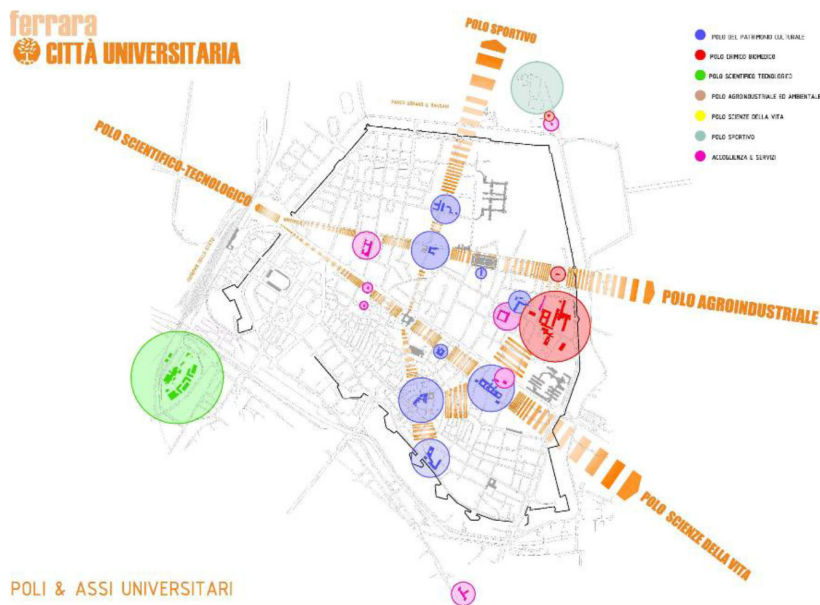 ferrara
CITTÀ UNIVERSITARIA
POLO SPORTIVO
POLO SCIENTIFICO-TECNOLOGICO
POLO AGROINDUSTRIALE
POLO SCIENZE DELLA VITA
POLO DEL PATRIMONIO CULTURALE
POLO CHIMICO BIOMEDICO
POLO SCIENTIFICO TECNOLOGICO
POLO AGROINDUSTRIALE ED AMBIENTALE
POLO SCIENZE DELLA VITA
POLO SPORTIVO
ACCOGLIENZA E SERVIZI
POLI & ASSI UNIVERSITARI